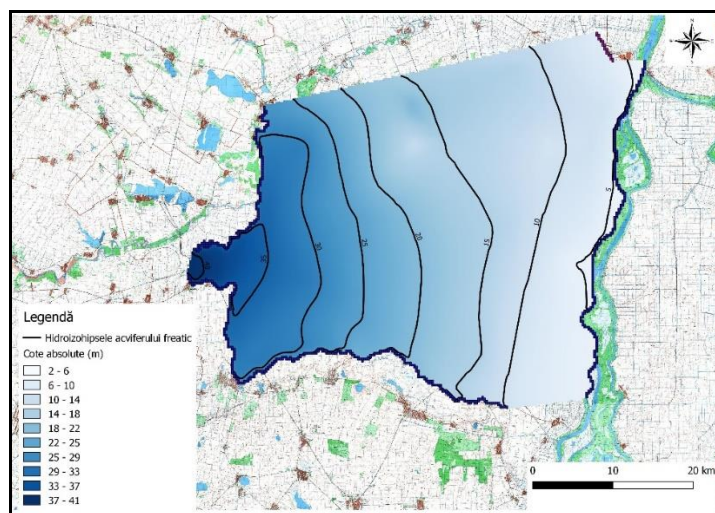 N
Legendă
Hidroizohipsele acviferului freatic
Cote absolute (m)
2 - 6
6 - 10
10 - 14
14 - 18
18 - 22
22 - 25
25 - 29
29 - 33
33 - 37
37 - 41
30
25
20
15
10
5
0 10 20 km